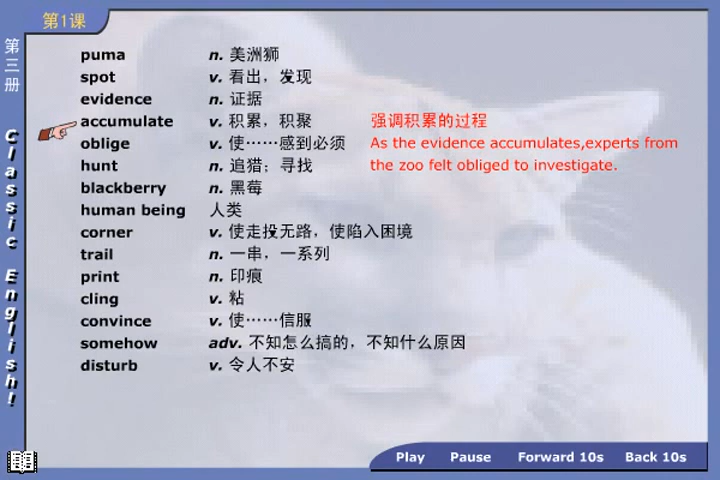 第1课
第三册
Classic English!
puma n. 美洲狮
spot v. 看出，发现
evidence n. 证据
accumulate v. 积累，积聚 强调积累的过程
oblige v. 使……感到必须 As the evidence accumulates,experts from
hunt n. 追猎；寻找 the zoo felt obliged to investigate.
blackberry n. 黑莓
human being 人类
corner v. 使走投无路，使陷入困境
trail n. 一串，一系列
print n. 印痕
cling v. 粘
convince v. 使……信服
somehow adv. 不知怎么搞的，不知什么原因
disturb v. 令人不安
Play Pause Forward 10s Back 10s